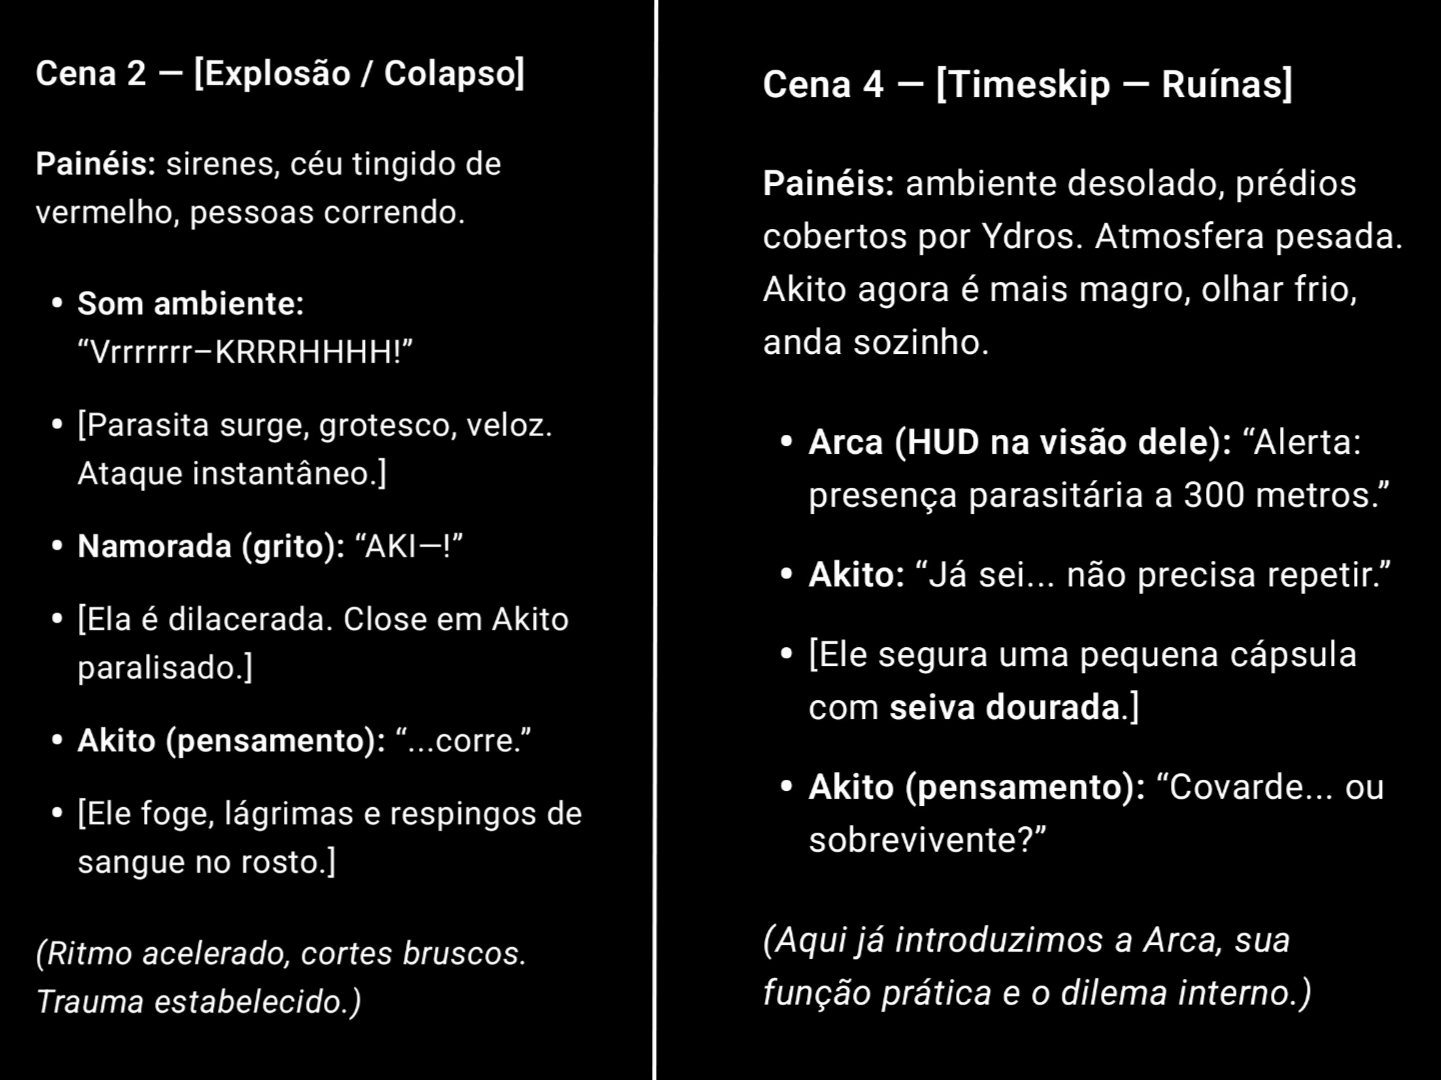 Cena 2 — [Explosão / Colapso]
Painéis: sirenes, céu tingido de
vermelho, pessoas correndo.
• Som ambiente:
“Vrrrrrrr–KRRRHHHH!”
• [Parasita surge, grotesco, veloz.
Ataque instantâneo.]
• Namorada (grito): “AKI—!”
• [Ela é dilacerada. Close em Akito
paralisado.]
• Akito (pensamento): “...corre.”
• [Ele foge, lágrimas e respingos de
sangue no rosto.]
(Ritmo acelerado, cortes bruscos.
Trauma estabelecido.)
Cena 4 — [Timeskip — Ruínas]
Painéis: ambiente desolado, prédios
cobertos por Ydros. Atmosfera pesada.
Akito agora é mais magro, olhar frio,
anda sozinho.
• Arca (HUD na visão dele): “Alerta:
presença parasitária a 300 metros.”
• Akito: “Já sei... não precisa repetir.”
• [Ele segura uma pequena cápsula
com seiva dourada.]
• Akito (pensamento): “Covarde... ou
sobrevivente?”
(Aqui já introduzimos a Arca, sua
função prática e o dilema interno.)